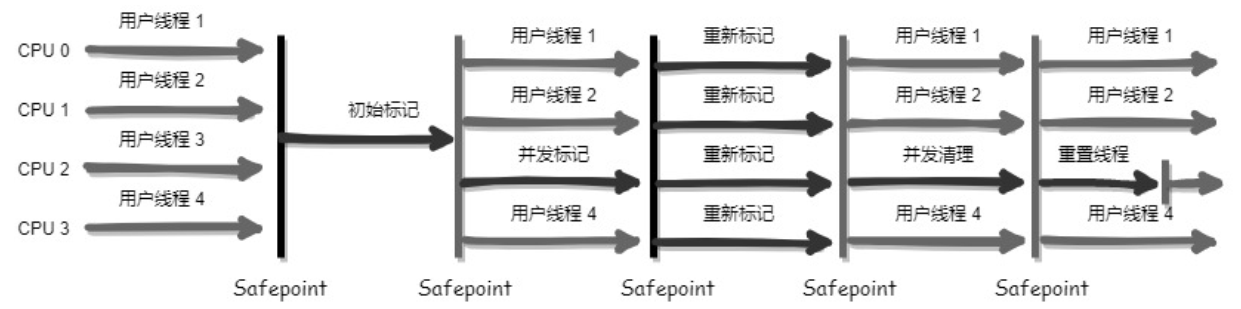 用户线程 1
CPU 0
用户线程 2
CPU 1
用户线程 3
CPU 2
用户线程 4
CPU 3
初始标记
用户线程 1
用户线程 2
并发标记
用户线程 4
重新标记
重新标记
重新标记
重新标记
用户线程 1
用户线程 2
并发清理
用户线程 4
用户线程 1
用户线程 2
重置线程
用户线程 4
Safepoint
Safepoint
Safepoint
Safepoint
Safepoint